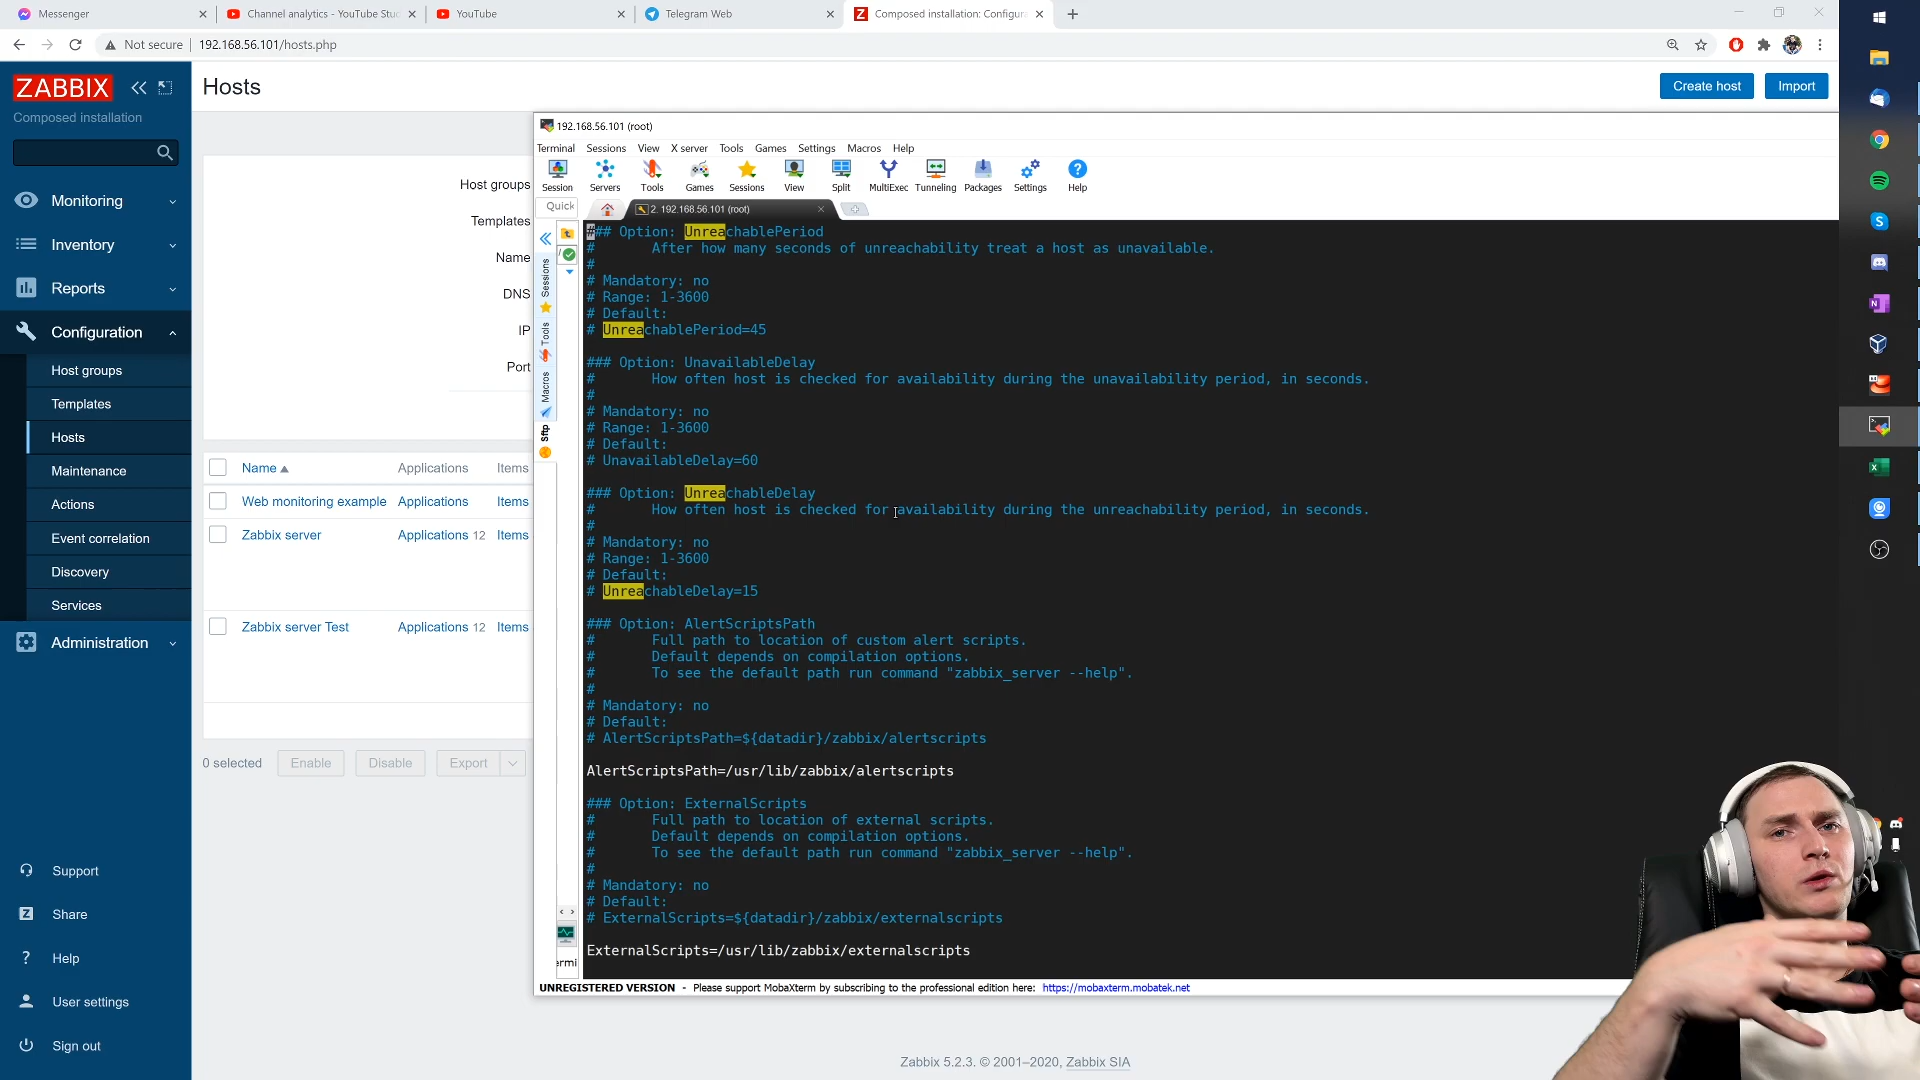 Messenger
Channel analytics - YouTube Stu
YouTube
Telegram Web
Composed installation: Configura
Not secure
192.168.56.101/hosts.php
ZABBIX
Composed installation
Monitoring
Inventory
Reports
Configuration
Host groups
Templates
Hosts
Maintenance
Actions
Event correlation
Discovery
Services
Administration
Support
Share
Help
User settings
Sign out
Hosts
Create host
Import
Host groups
Templates
Name
DNS
IP
Port
Name
Applications
Items
Web monitoring example
Applications
Items
Zabbix server
Applications 12
Items
Zabbix server Test
Applications 12
Items
0 selected
Enable
Disable
Export
192.168.56.101 (root)
Terminal Sessions View X server Tools Games Settings Macros Help
Session Servers Tools Games Sessions View Split MultiExec Tunneling Packages Settings Help
Quick
2. 192.168.56.101 (root)
Sessions
Tools
Macros
Sftp
### Option: UnreachablePeriod
# After how many seconds of unreachability treat a host as unavailable.
#
# Mandatory: no
# Range: 1-3600
# Default:
# UnreachablePeriod=45
### Option: UnavailableDelay
# How often host is checked for availability during the unavailability period, in seconds.
#
# Mandatory: no
# Range: 1-3600
# Default:
# UnavailableDelay=60
### Option: UnreachableDelay
# How often host is checked for availability during the unreachability period, in seconds.
#
# Mandatory: no
# Range: 1-3600
# Default:
# UnreachableDelay=15
### Option: AlertScriptsPath
# Full path to location of custom alert scripts.
# Default depends on compilation options.
# To see the default path run command "zabbix_server --help".
#
# Mandatory: no
# Default:
# AlertScriptsPath=${datadir}/zabbix/alertscripts
AlertScriptsPath=/usr/lib/zabbix/alertscripts
### Option: ExternalScripts
# Full path to location of external scripts.
# Default depends on compilation options.
# To see the default path run command "zabbix_server --help".
#
# Mandatory: no
# Default:
# ExternalScripts=${datadir}/zabbix/externalscripts
ExternalScripts=/usr/lib/zabbix/externalscripts
ermi
UNREGISTERED VERSION - Please support MobaXterm by subscribing to the professional edition here: https://mobaxterm.mobatek.net
Zabbix 5.2.3. © 2001–2020, Zabbix SIA